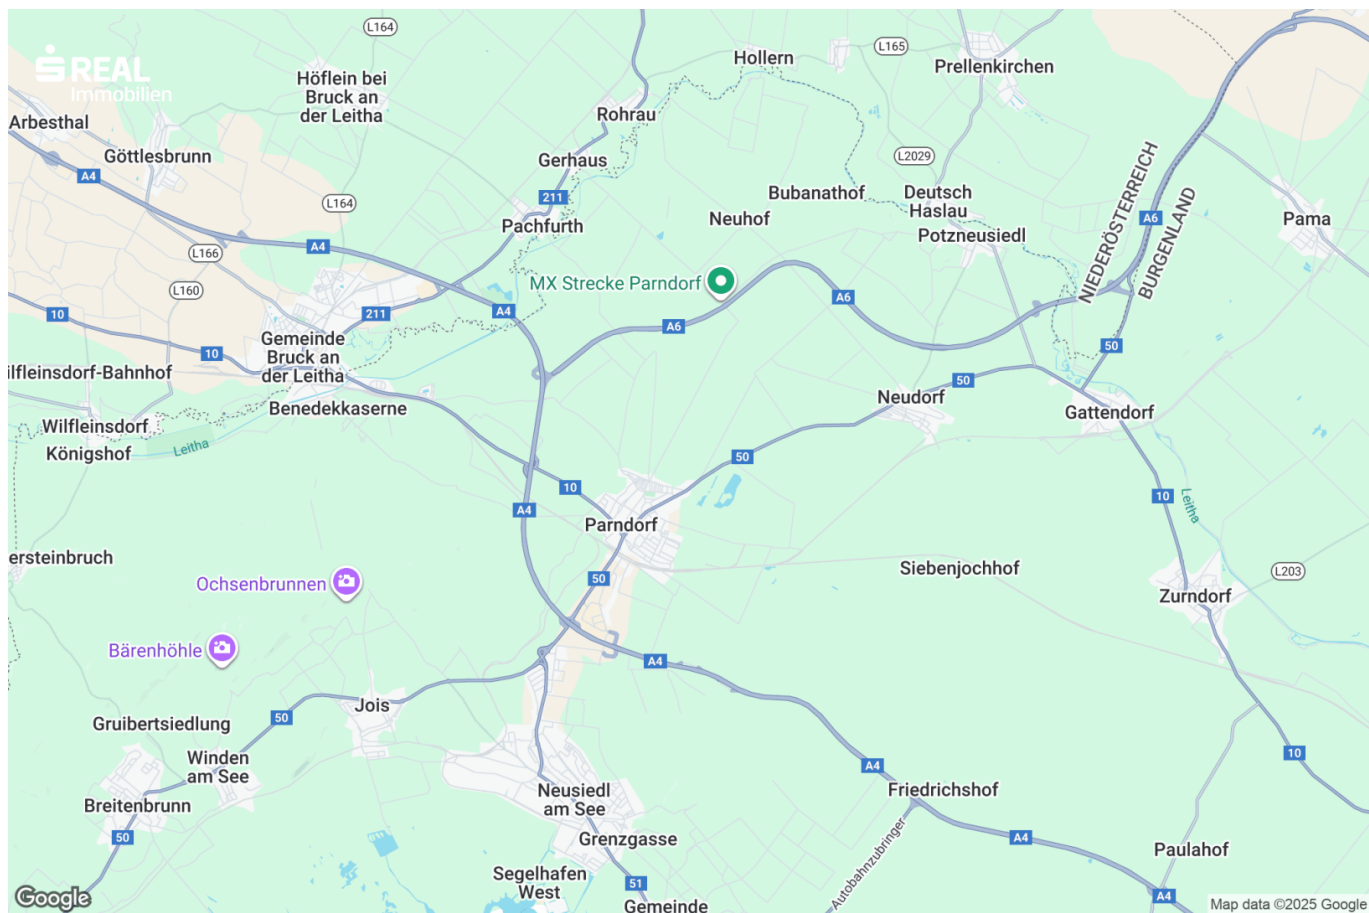 L164
S REAL
Immobilien
Höflein bei
Bruck an
der Leitha
Hollern
L165
Prellenkirchen
Arbesthal
Göttlesbrunn
Rohrau
Gerhaus
L2029
A4
211
Bubanathof
Deutsch
Haslau
NIEDERÖSTERREICH
BURGENLAND
L164
Pachfurth
Neuhof
Potzneusiedl
A6
Pama
L166
A4
L160
MX Strecke Parndorf
A6
10
211
A4
A6
Gemeinde
Bruck an
der Leitha
10
50
ilfleinsdorf-Bahnhof
Benedekkaserne
50
Neudorf
Gattendorf
Wilfleinsdorf
Königshof
Leitha
50
10
10
Leitha
A4
Parndorf
ersteinbruch
Ochsenbrunnen
50
Siebenjochhof
L203
Zurndorf
Bärenhöhle
A4
Jois
Gruibertsiedlung
50
Winden
am See
10
A4
Breitenbrunn
Neusiedl
am See
Friedrichshof
50
Grenzgasse
A4
Paulahof
Segelhafen
West
51
Autobahnzubringer
A4
Gemeinde
Google
Map data ©2025 Google